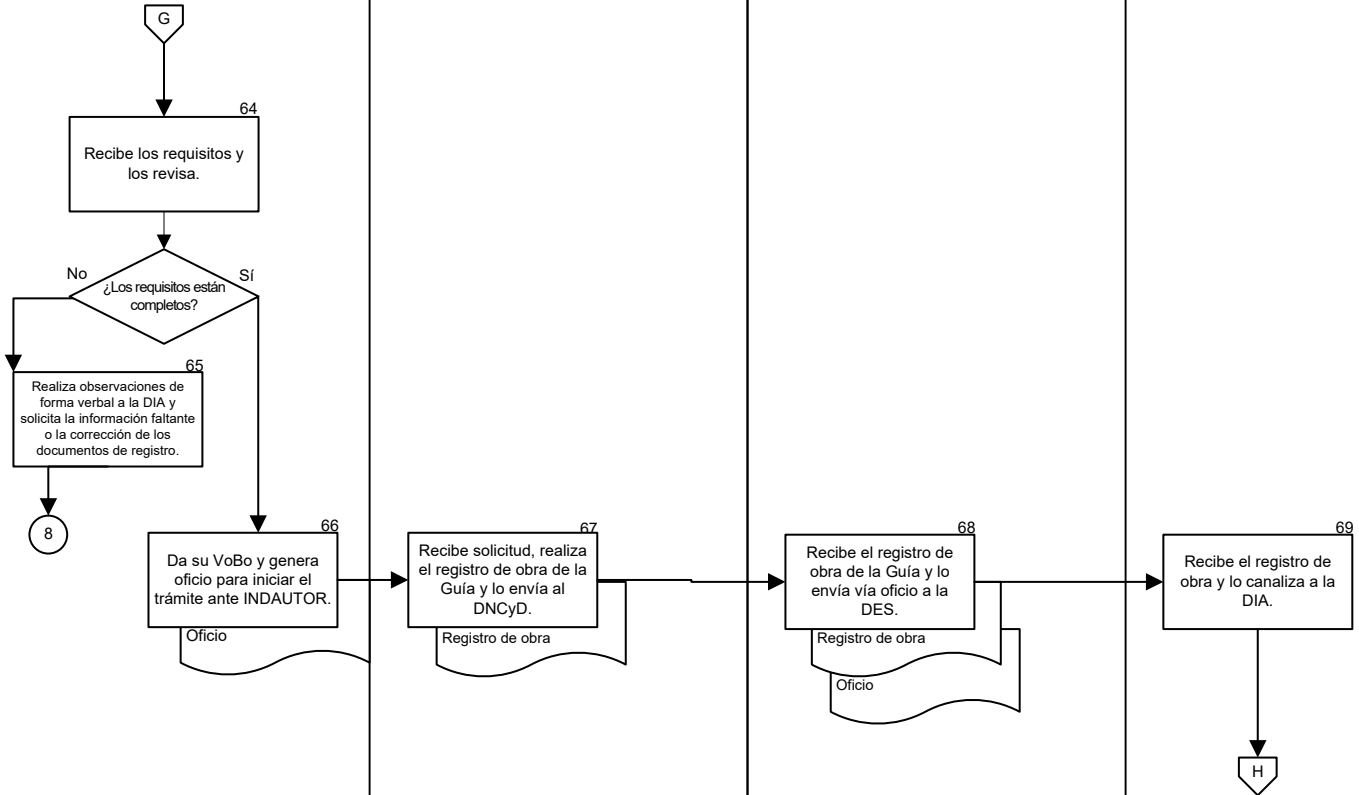 G
64
Recibe los requisitos y
los revisa.
No
Sí
¿Los requisitos están
completos?
65
Realiza observaciones de
forma verbal a la DIA y
solicita la información faltante
o la corrección de los
documentos de registro.
8
66
Da su VoBo y genera
oficio para iniciar el
trámite ante INDAUTOR.
Oficio
67
Recibe solicitud, realiza
el registro de obra de la
Guía y lo envía al
DNCyD.
Registro de obra
68
Recibe el registro de
obra de la Guía y lo
envía vía oficio a la
DES.
Registro de obra
Oficio
69
Recibe el registro de
obra y lo canaliza a la
DIA.
H